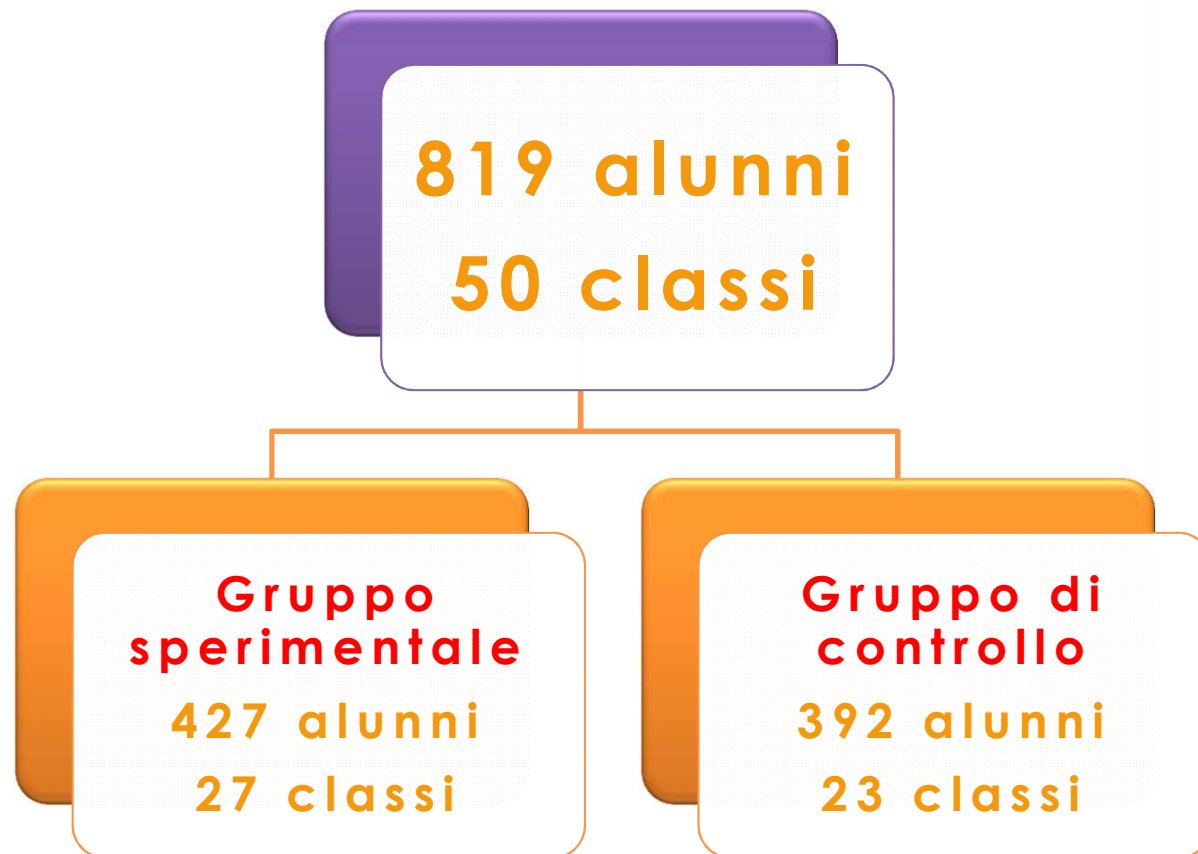 819 alunni
50 classi
Gruppo
sperimentale
427 alunni
27 classi
Gruppo di
controllo
392 alunni
23 classi